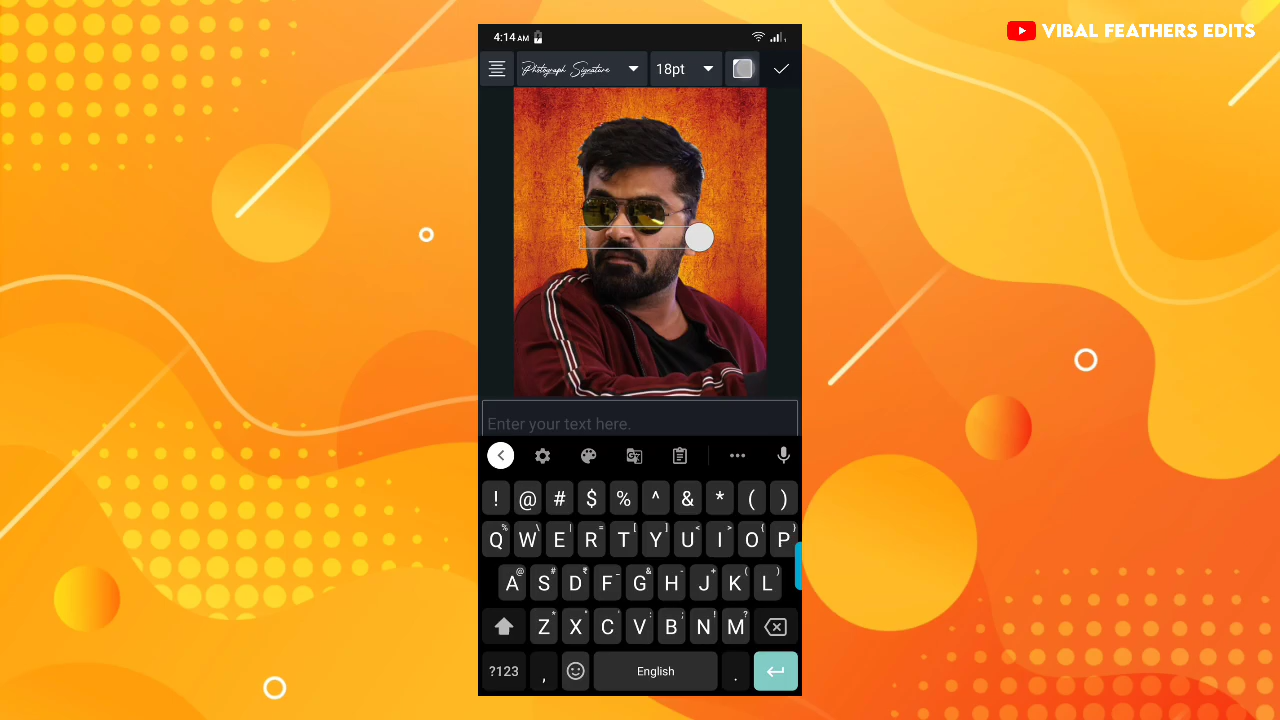 VIBAL FEATHERS EDITS
4:14 AM
Photograph Signature 18pt
Enter your text here.
! @ # $ % ^ & * ( )
% \ | = [ ] < > { }
Q W E R T Y U I O P
@ # ₹ _ & - + ( )
A S D F G H J K L
* " ' : ; ! ?
Z X C V B N M
?123 , English .